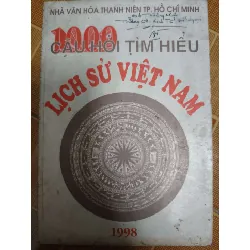 NHÀ VĂN HÓA THANH NIÊN TP. HỒ CHÍ MINH
1000
CÂU HỎI TÌM HIỂU
LỊCH SỬ VIỆT NAM
1998